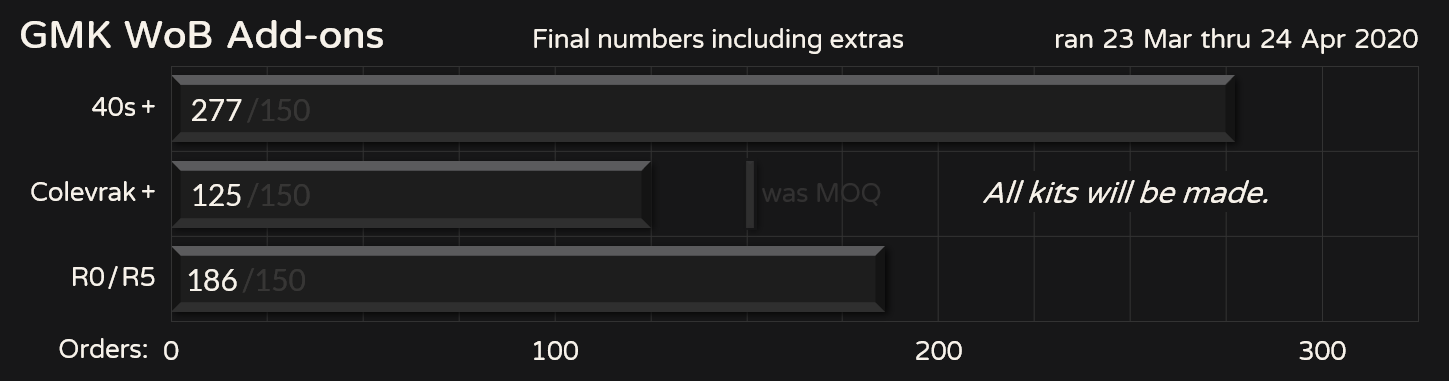 GMK WoB Add-ons
Final numbers including extras
ran 23 Mar thru 24 Apr 2020
40s +
277 /150
Colevrak +
125 /150
was MOQ
All kits will be made.
R0 / R5
186 /150
Orders: 0 100 200 300